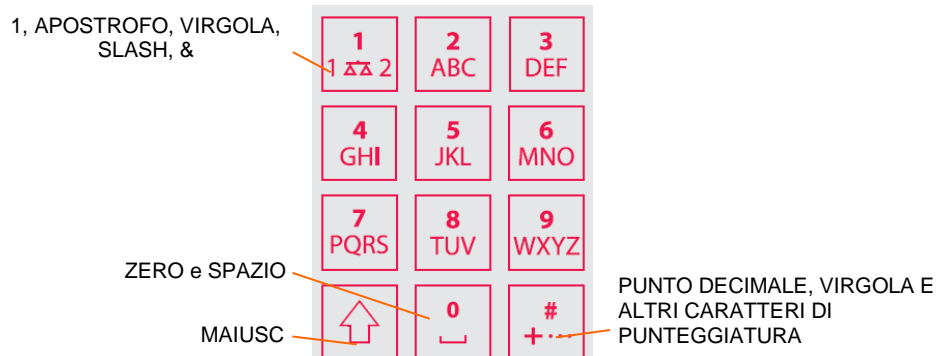 1, APOSTROFO, VIRGOLA,
SLASH, &
1
1 2
2
ABC
3
DEF
4
GHI
5
JKL
6
MNO
7
PQRS
8
TUV
9
WXYZ
ZERO e SPAZIO
MAIUSC
0
#
+····
PUNTO DECIMALE, VIRGOLA E
ALTRI CARATTERI DI
PUNTEGGIATURA